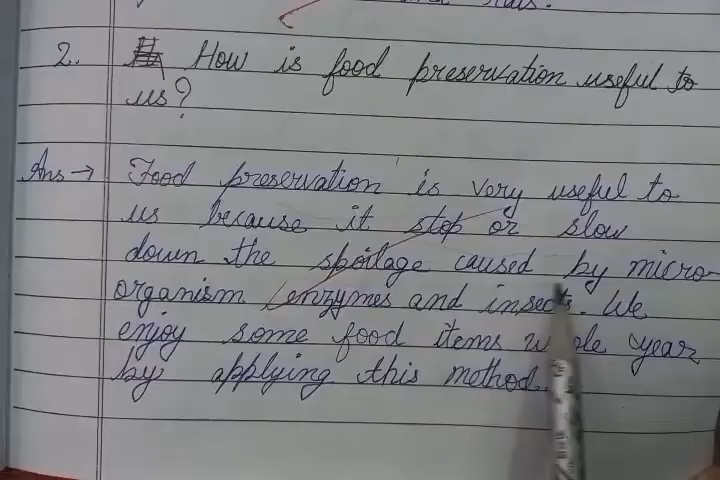 2. How is food preservation useful to
us?
Ans → Food preservation is very useful to
us because it stop or slow
down the spoilage caused by micro-
organism enzymes and insects. We
enjoy some food items whole year
by applying this method.